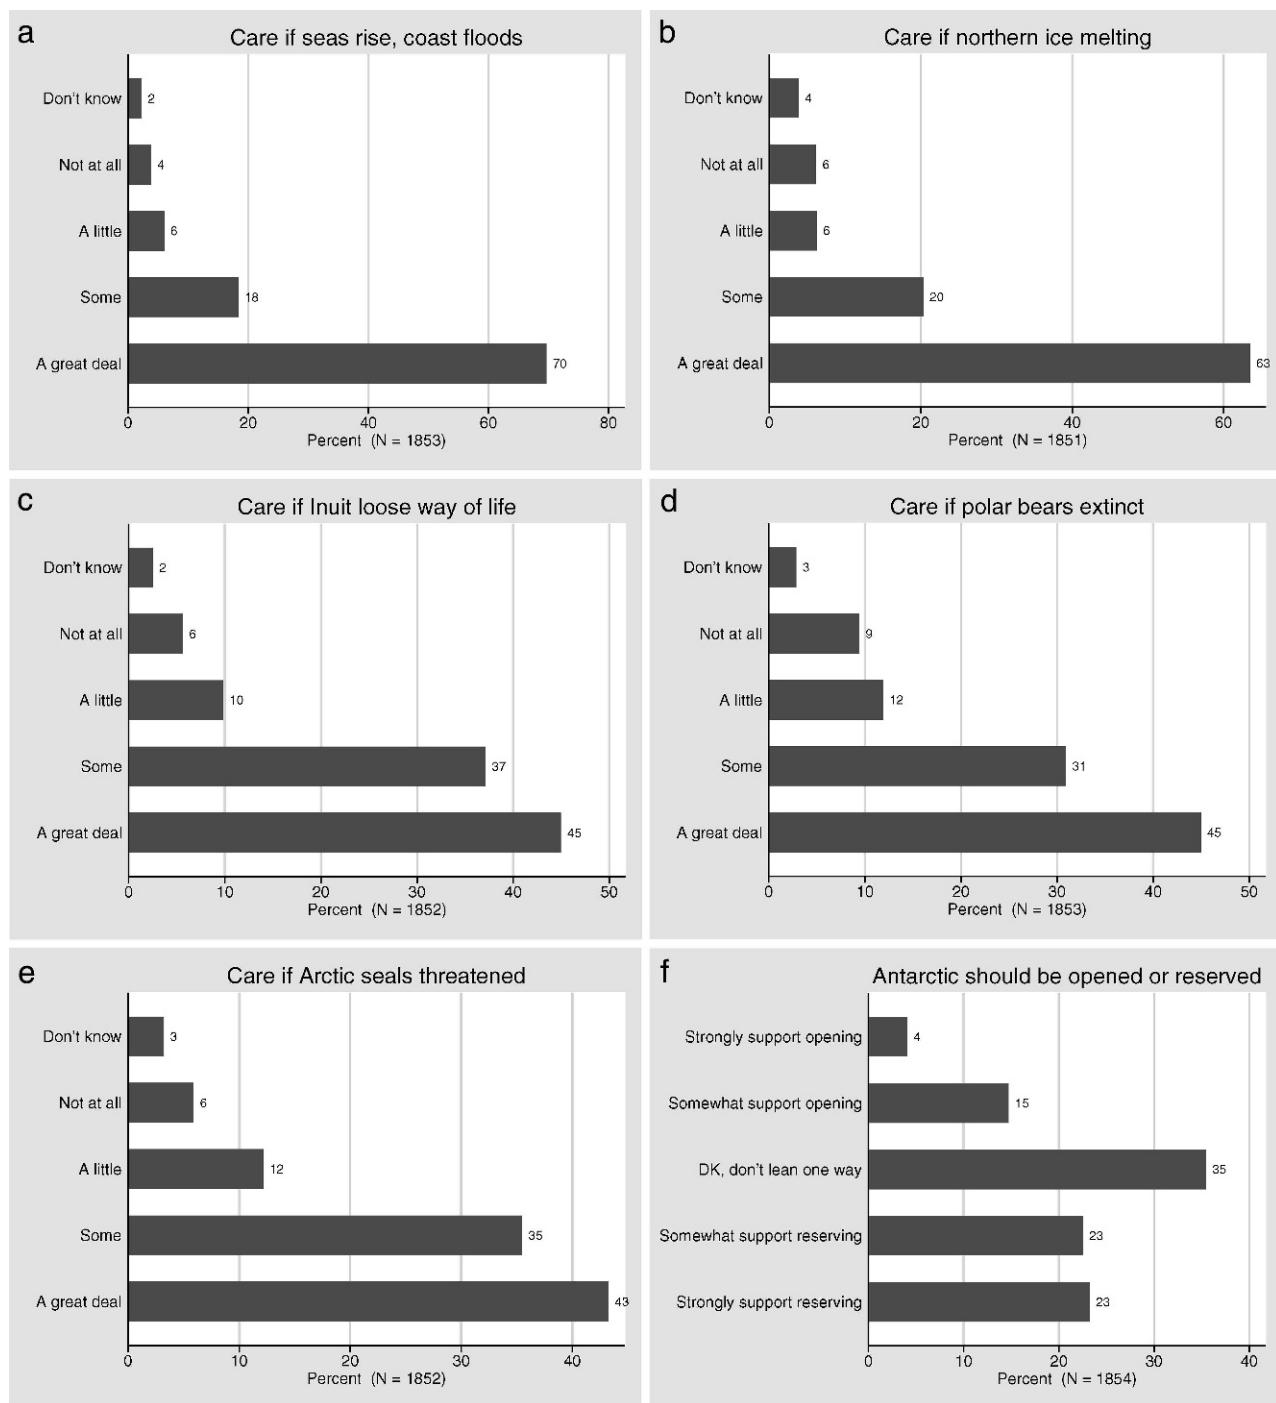 a
Care if seas rise, coast floods
Don't know 2
Not at all 4
A little 6
Some 18
A great deal 70
0 20 40 60 80
Percent (N = 1853)
b
Care if northern ice melting
Don't know 4
Not at all 6
A little 6
Some 20
A great deal 63
0 20 40 60
Percent (N = 1851)
c
Care if Inuit loose way of life
Don't know 2
Not at all 6
A little 10
Some 37
A great deal 45
0 10 20 30 40 50
Percent (N = 1852)
d
Care if polar bears extinct
Don't know 3
Not at all 9
A little 12
Some 31
A great deal 45
0 10 20 30 40 50
Percent (N = 1853)
e
Care if Arctic seals threatened
Don't know 3
Not at all 6
A little 12
Some 35
A great deal 43
0 10 20 30 40
Percent (N = 1852)
f
Antarctic should be opened or reserved
Strongly support opening 4
Somewhat support opening 15
DK, don't lean one way 35
Somewhat support reserving 23
Strongly support reserving 23
0 10 20 30 40
Percent (N = 1854)